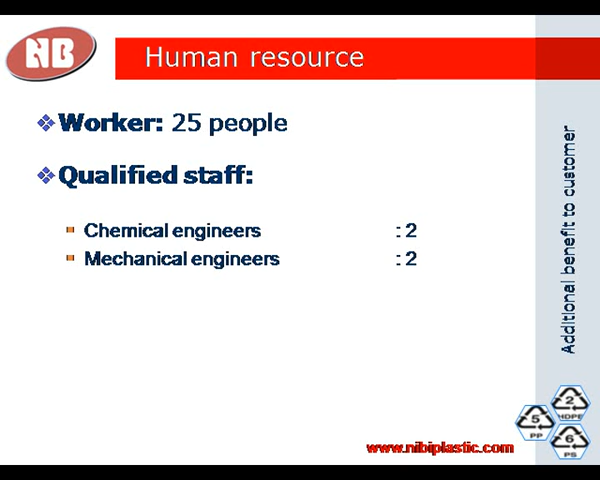 NB
Human resource
Worker: 25 people
Qualified staff:
Chemical engineers : 2
Mechanical engineers : 2
Additional benefit to customer
2
HDPE
5
PP
6
PS
www.nibiplastic.com